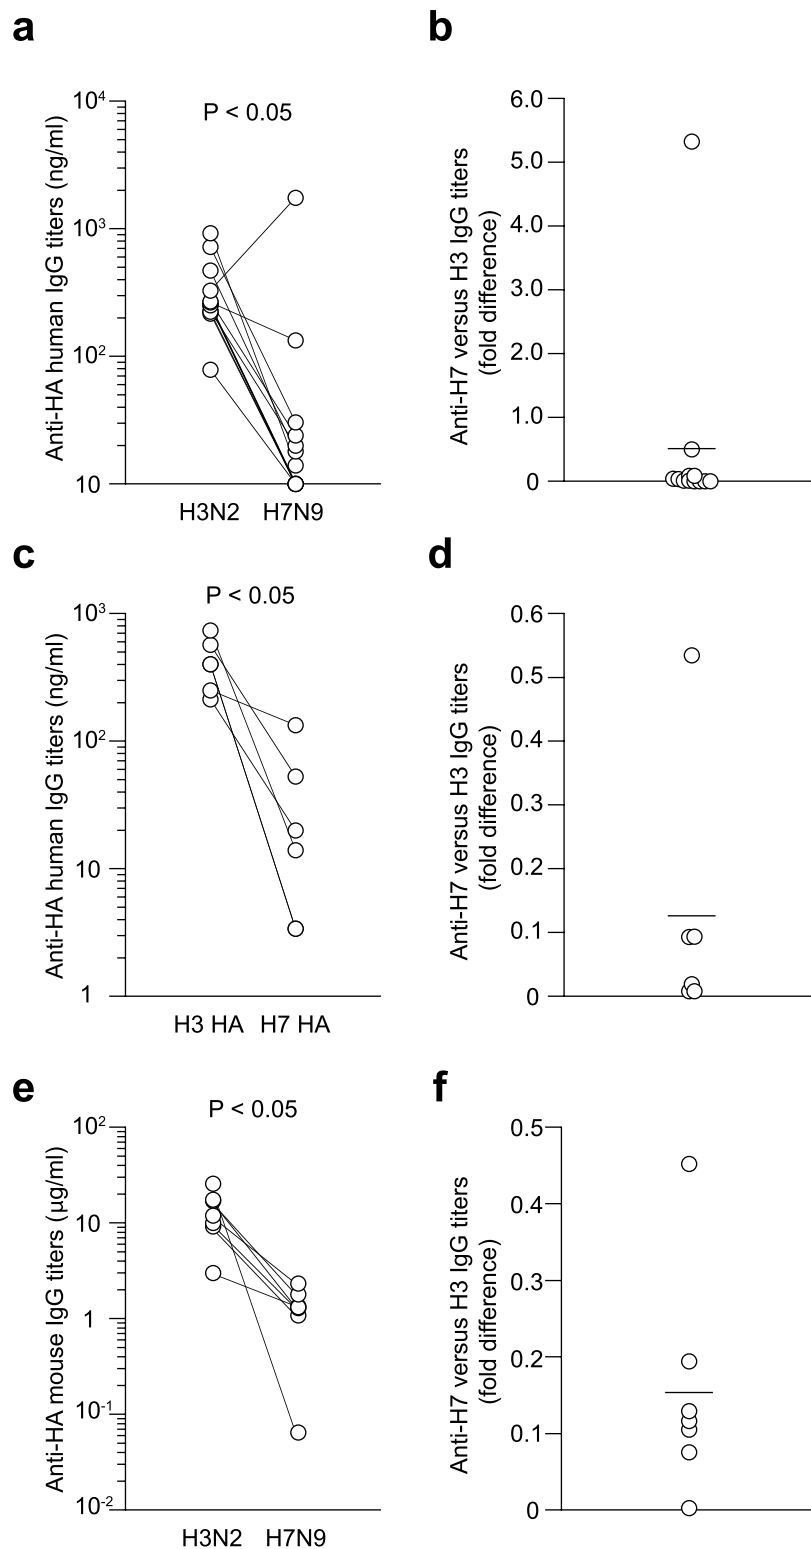 a
Anti-HA human IgG titers (ng/ml)
P < 0.05
10⁴
10³
10²
10
H3N2 H7N9
b
Anti-H7 versus H3 IgG titers
(fold difference)
6.0
5.0
4.0
3.0
2.0
1.0
0
c
Anti-HA human IgG titers (ng/ml)
P < 0.05
10³
10²
10
1
H3 HA H7 HA
d
Anti-H7 versus H3 IgG titers
(fold difference)
0.6
0.5
0.4
0.3
0.2
0.1
0
e
Anti-HA mouse IgG titers (µg/ml)
P < 0.05
10²
10
1
10⁻¹
10⁻²
H3N2 H7N9
f
Anti-H7 versus H3 IgG titers
(fold difference)
0.5
0.4
0.3
0.2
0.1
0